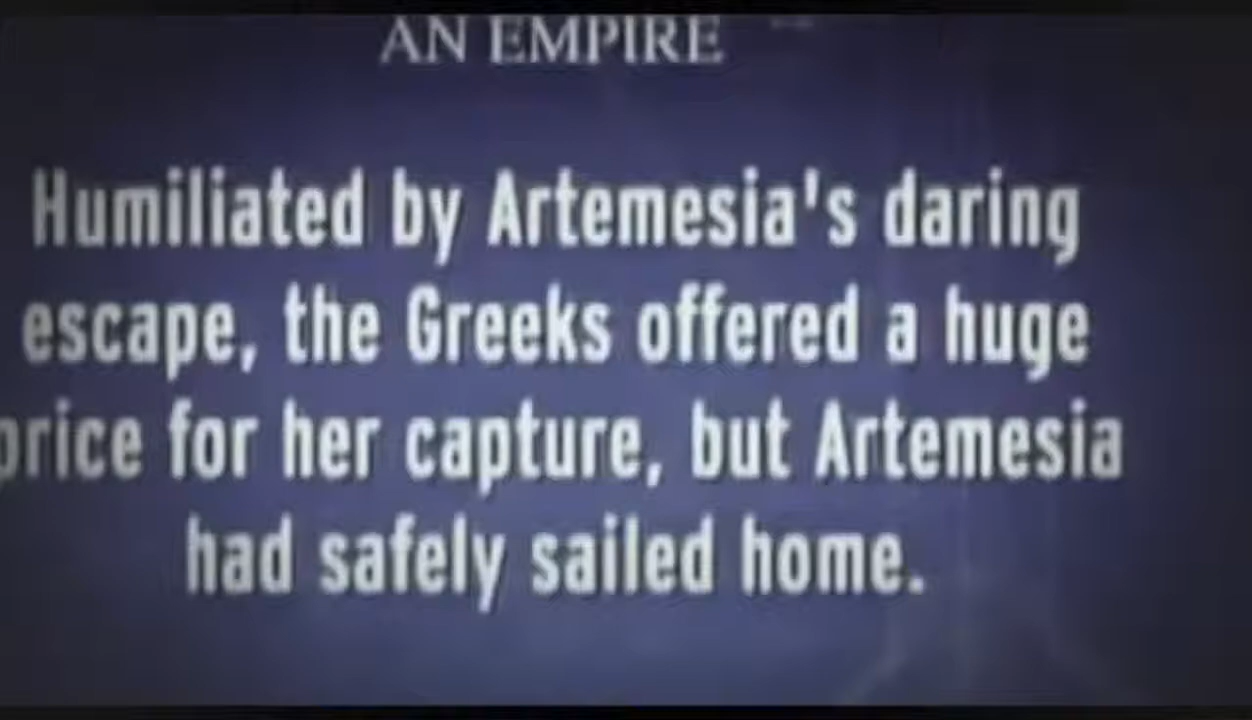 AN EMPIRE
Humiliated by Artemesia's daring
escape, the Greeks offered a huge
price for her capture, but Artemesia
had safely sailed home.